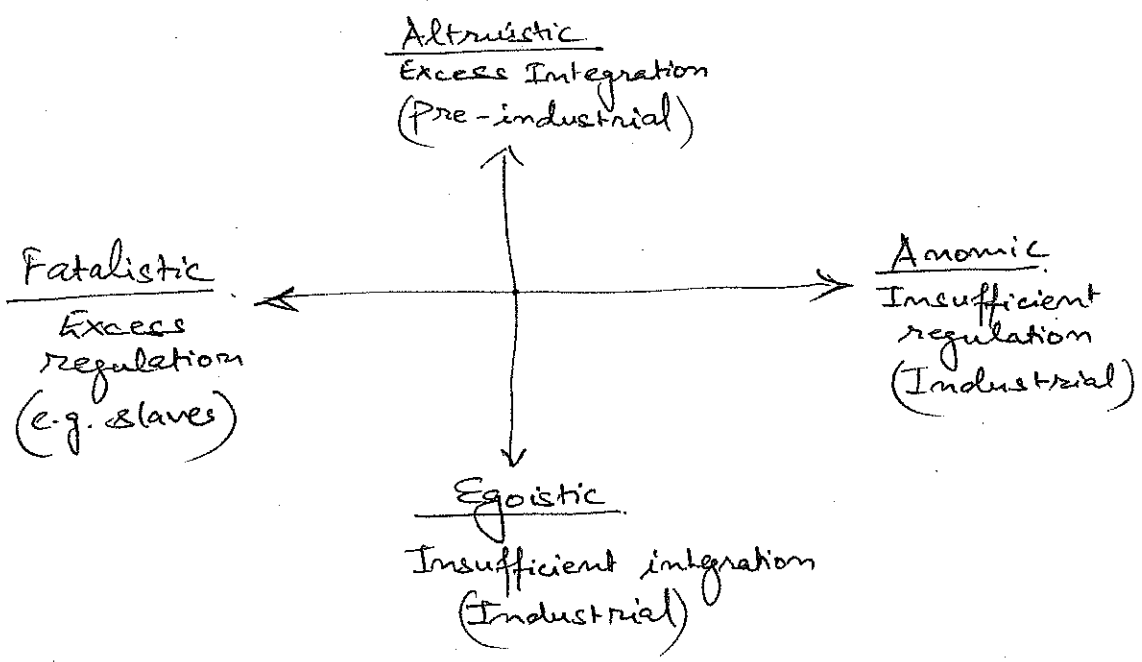 Altruistic
Excess Integration
(Pre-industrial)
Fatalistic
Excess
regulation
(e.g. slaves)
Anomic
Insufficient
regulation
(Industrial)
Egoistic
Insufficient integration
(Industrial)